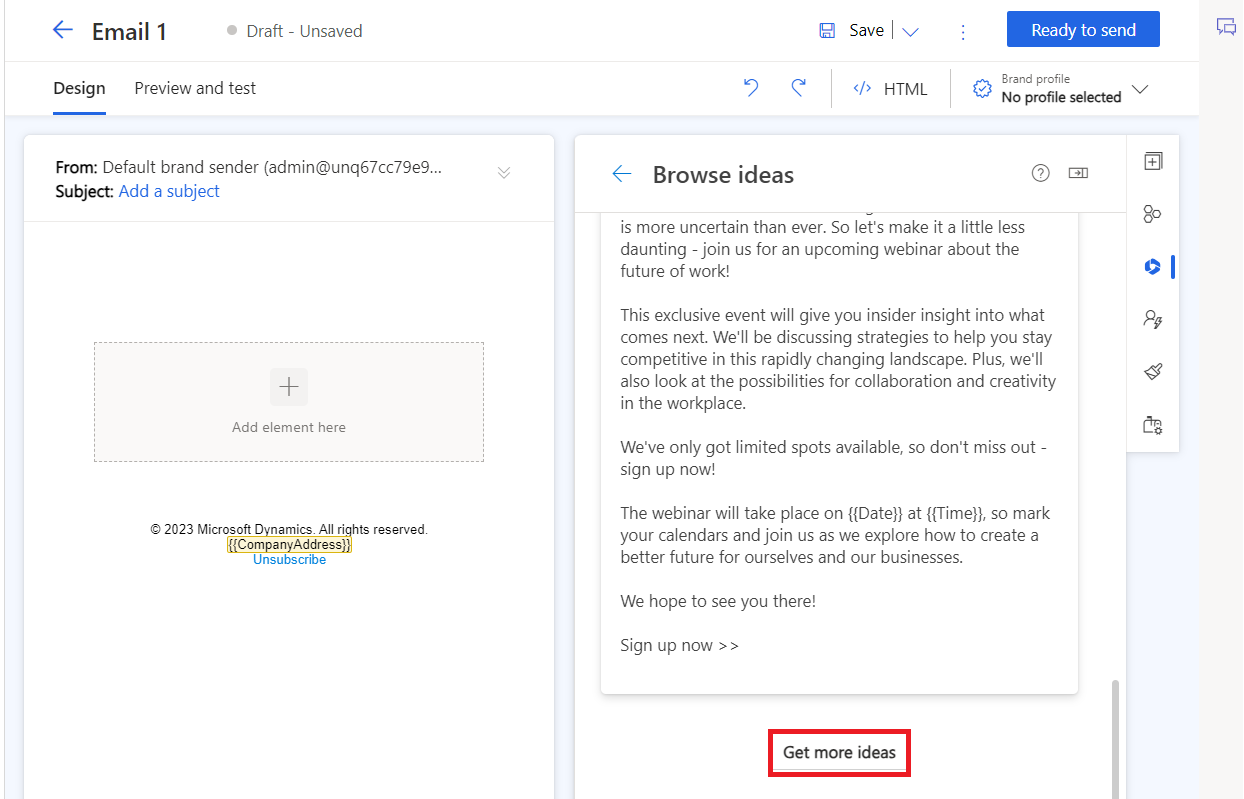 Email 1
Draft - Unsaved
Save
Ready to send
Design
Preview and test
</> HTML
Brand profile
No profile selected
From: Default brand sender (admin@unq67cc79e9...
Subject: Add a subject
Add element here
© 2023 Microsoft Dynamics. All rights reserved.
{{CompanyAddress}}
Unsubscribe
Browse ideas
is more uncertain than ever. So let's make it a little less
daunting - join us for an upcoming webinar about the
future of work!
This exclusive event will give you insider insight into what
comes next. We'll be discussing strategies to help you stay
competitive in this rapidly changing landscape. Plus, we'll
also look at the possibilities for collaboration and creativity
in the workplace.
We've only got limited spots available, so don't miss out -
sign up now!
The webinar will take place on {{Date}} at {{Time}}, so mark
your calendars and join us as we explore how to create a
better future for ourselves and our businesses.
We hope to see you there!
Sign up now >>
Get more ideas